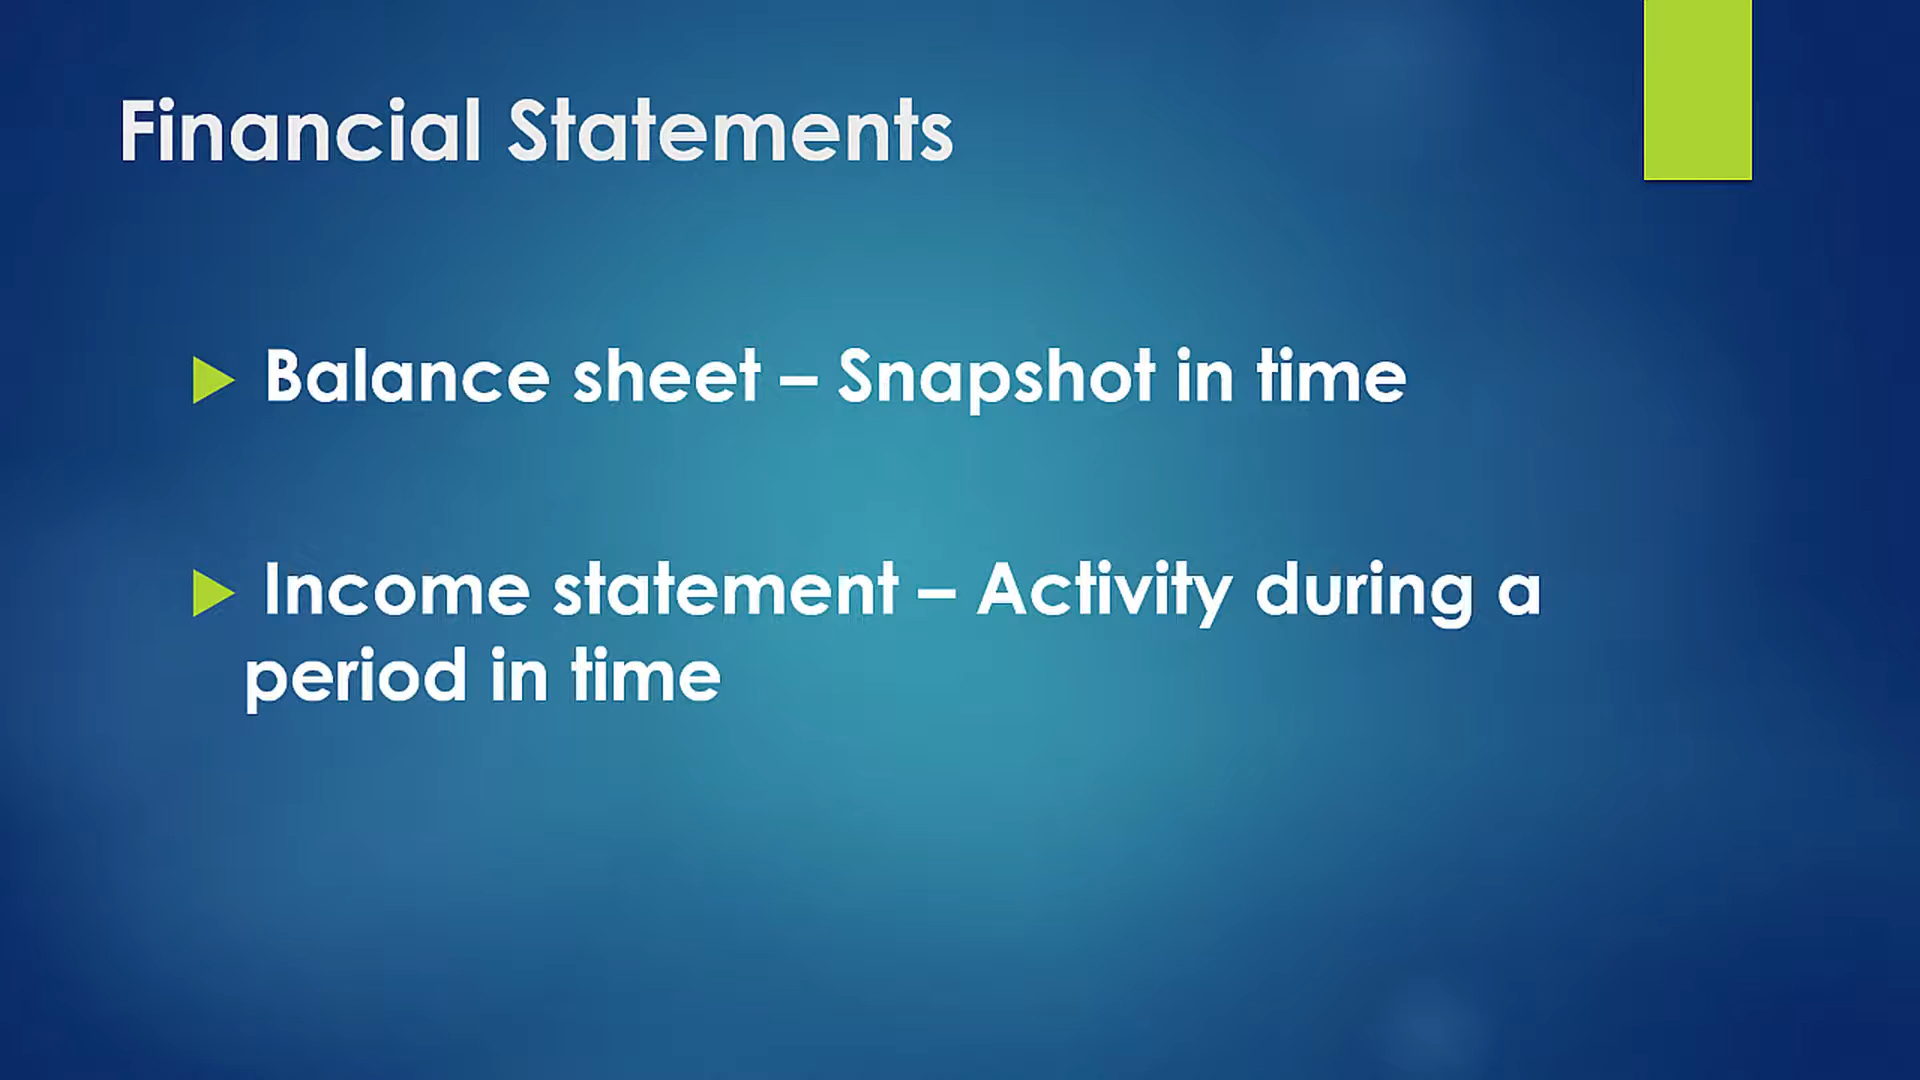 Financial Statements
Balance sheet – Snapshot in time
Income statement – Activity during a
period in time